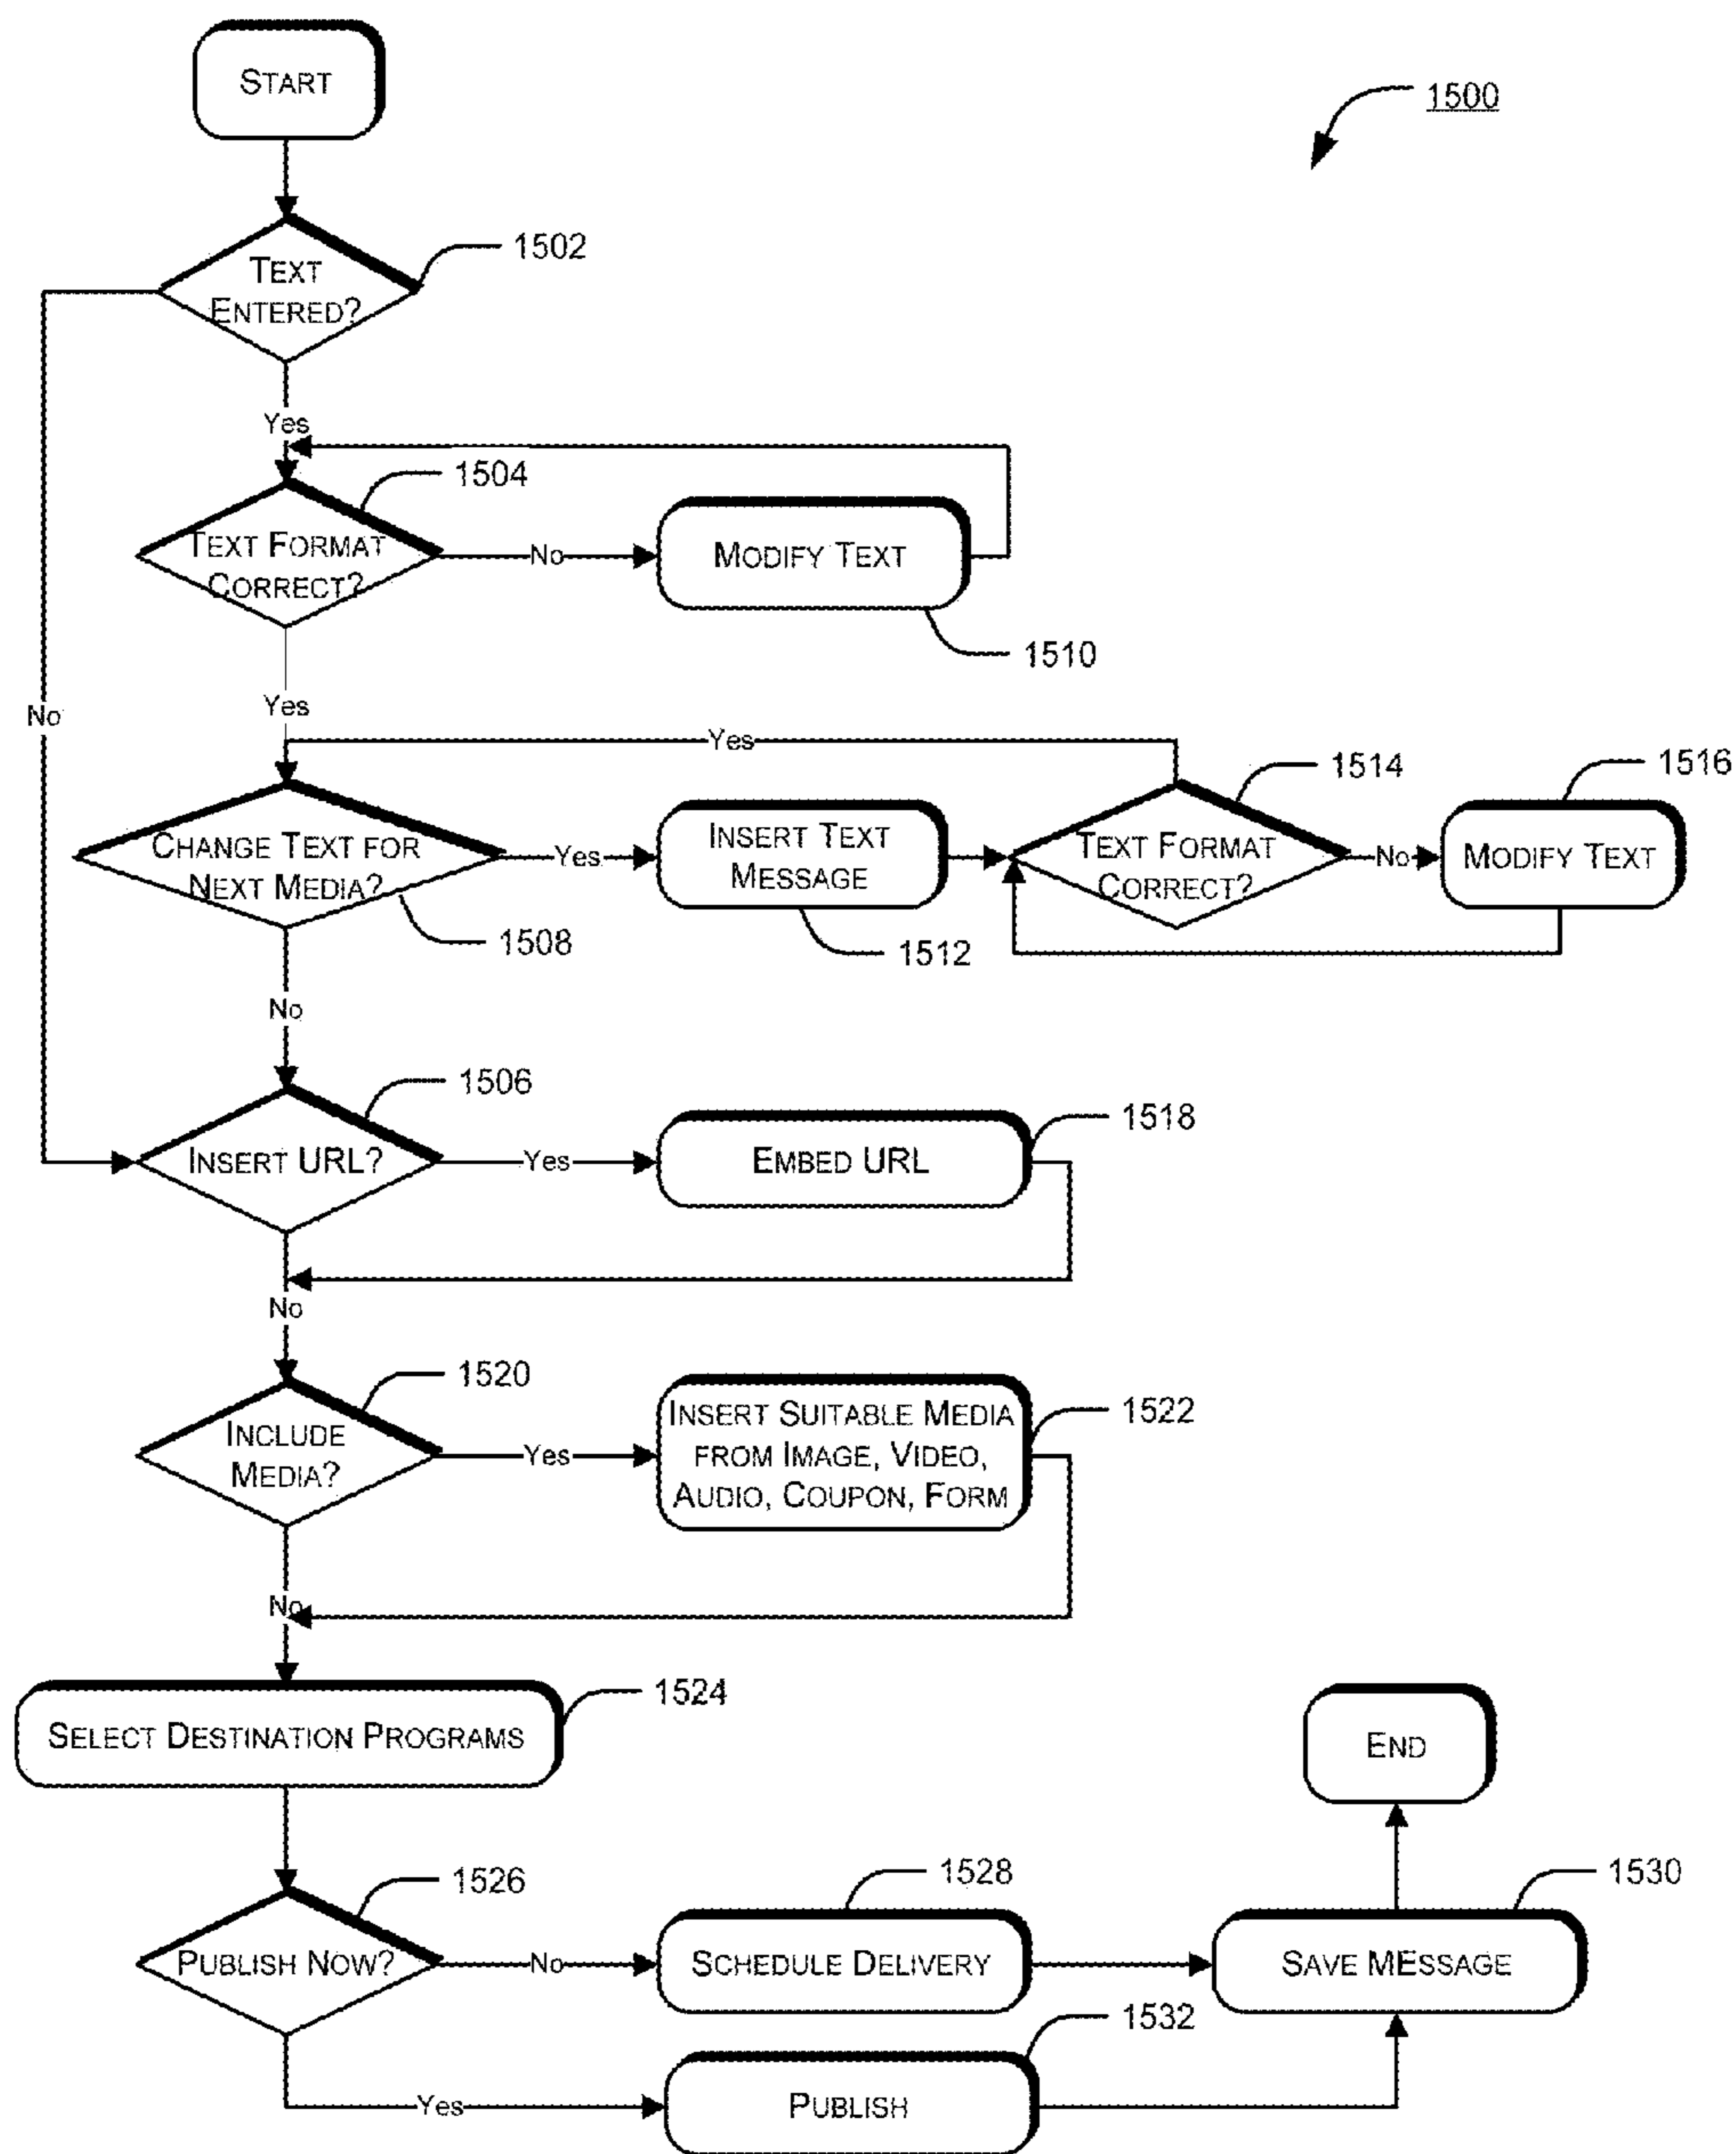 START
1500
1502
TEXT
ENTERED?
Yes
1504
TEXT FORMAT
CORRECT?
No
MODIFY TEXT
1510
No
Yes
Yes
1514
1516
CHANGE TEXT FOR
NEXT MEDIA?
Yes
INSERT TEXT
MESSAGE
TEXT FORMAT
CORRECT?
No
MODIFY TEXT
1508
1512
No
1506
1518
INSERT URL?
Yes
EMBED URL
No
1520
1522
INCLUDE
MEDIA?
Yes
INSERT SUITABLE MEDIA
FROM IMAGE, VIDEO,
AUDIO, COUPON, FORM
No
1524
SELECT DESTINATION PROGRAMS
END
1526
1528
1530
PUBLISH NOW?
No
SCHEDULE DELIVERY
SAVE MESSAGE
1532
Yes
PUBLISH